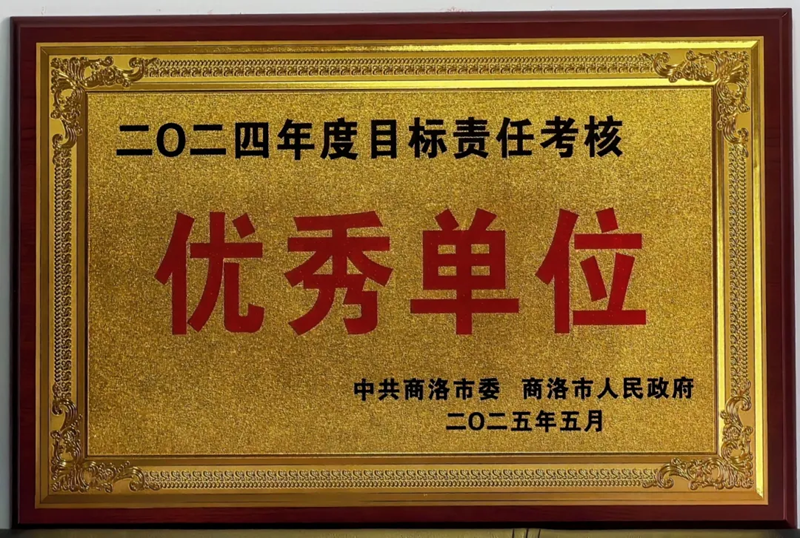 二〇二四年度目标责任考核
优秀单位
中共商洛市委 商洛市人民政府
二〇二五年五月